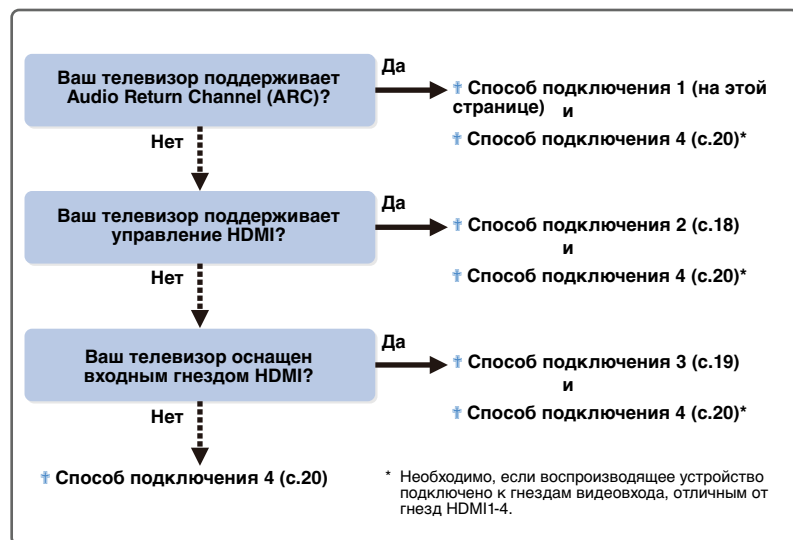 Ваш телевизор поддерживает
Audio Return Channel (ARC)?
Да
† Способ подключения 1 (на этой
странице) и
† Способ подключения 4 (с.20)*
Нет
Ваш телевизор поддерживает
управление HDMI?
Да
† Способ подключения 2 (с.18)
и
† Способ подключения 4 (с.20)*
Нет
Ваш телевизор оснащен
входным гнездом HDMI?
Да
† Способ подключения 3 (с.19)
и
† Способ подключения 4 (с.20)*
Нет
† Способ подключения 4 (с.20)
* Необходимо, если воспроизводящее устройство
подключено к гнездам видеовхода, отличным от
гнезд HDMI1-4.